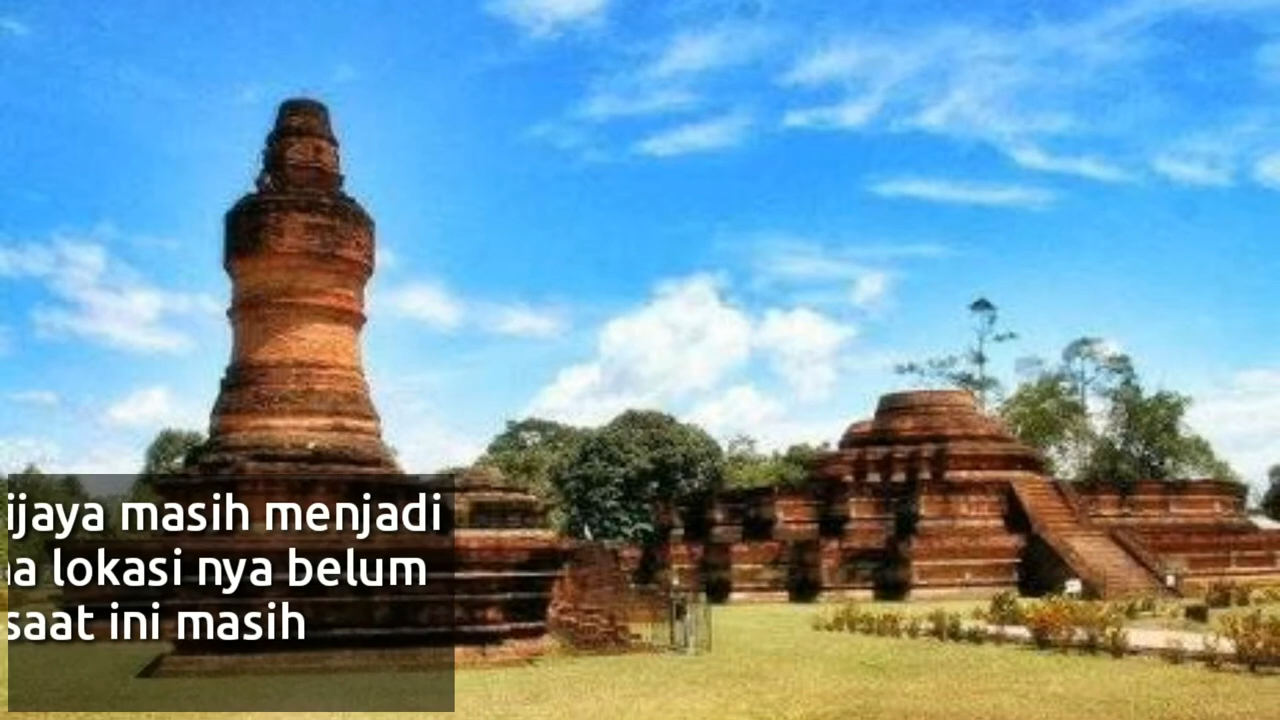 ijaya masih menjadi
lokasi nya belum
saat ini masih